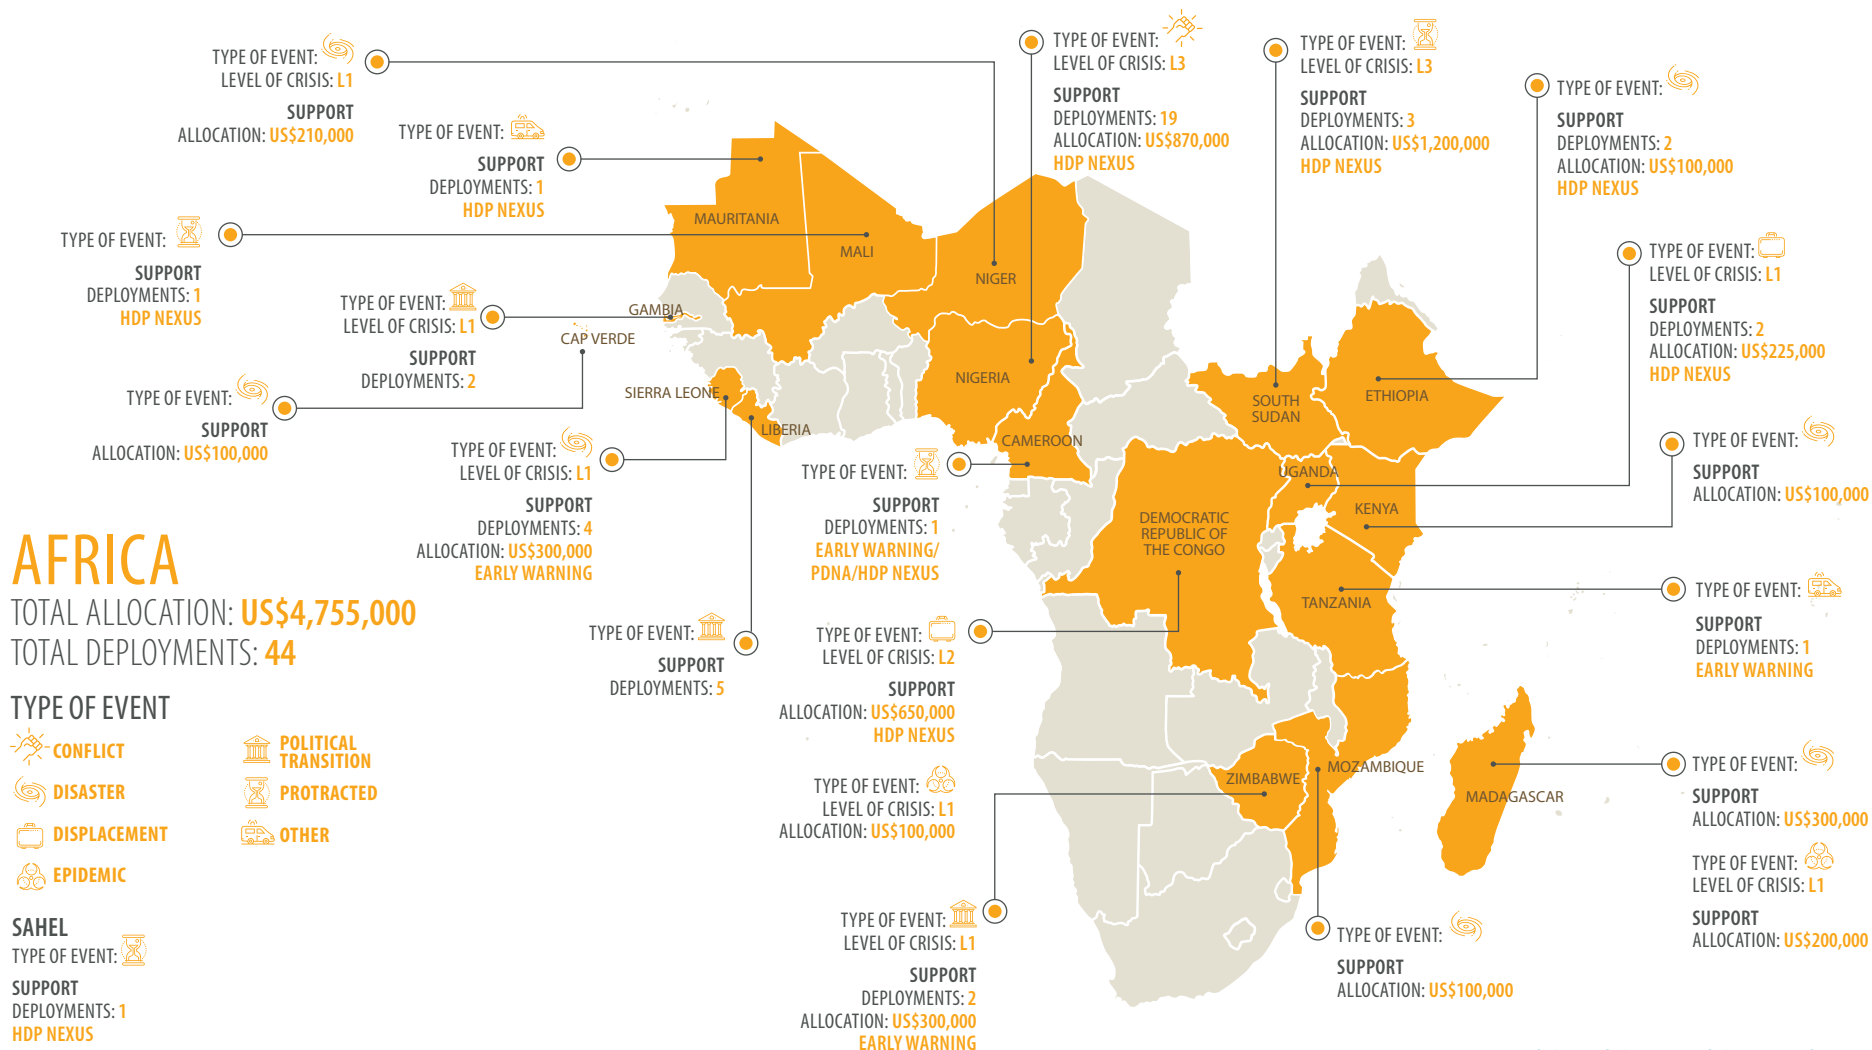 TYPE OF EVENT:
LEVEL OF CRISIS: L1
SUPPORT
ALLOCATION: US$210,000
TYPE OF EVENT:
SUPPORT
DEPLOYMENTS: 1
HDP NEXUS
TYPE OF EVENT:
SUPPORT
DEPLOYMENTS: 1
HDP NEXUS
TYPE OF EVENT:
LEVEL OF CRISIS: L1
SUPPORT
DEPLOYMENTS: 2
TYPE OF EVENT:
SUPPORT
ALLOCATION: US$100,000
TYPE OF EVENT:
LEVEL OF CRISIS: L1
SUPPORT
DEPLOYMENTS: 4
ALLOCATION: US$300,000
EARLY WARNING
TYPE OF EVENT:
SUPPORT
DEPLOYMENTS: 5
TYPE OF EVENT:
SUPPORT
DEPLOYMENTS: 1
EARLY WARNING/
PDNA/HDP NEXUS
TYPE OF EVENT:
LEVEL OF CRISIS: L2
SUPPORT
ALLOCATION: US$650,000
HDP NEXUS
TYPE OF EVENT:
LEVEL OF CRISIS: L1
ALLOCATION: US$100,000
TYPE OF EVENT:
LEVEL OF CRISIS: L1
SUPPORT
DEPLOYMENTS: 2
ALLOCATION: US$300,000
EARLY WARNING
TYPE OF EVENT:
LEVEL OF CRISIS: L3
SUPPORT
DEPLOYMENTS: 19
ALLOCATION: US$870,000
HDP NEXUS
TYPE OF EVENT:
LEVEL OF CRISIS: L3
SUPPORT
DEPLOYMENTS: 3
ALLOCATION: US$1,200,000
HDP NEXUS
TYPE OF EVENT:
SUPPORT
DEPLOYMENTS: 2
ALLOCATION: US$100,000
HDP NEXUS
TYPE OF EVENT:
LEVEL OF CRISIS: L1
SUPPORT
DEPLOYMENTS: 2
ALLOCATION: US$225,000
HDP NEXUS
TYPE OF EVENT:
SUPPORT
ALLOCATION: US$100,000
TYPE OF EVENT:
SUPPORT
DEPLOYMENTS: 1
EARLY WARNING
TYPE OF EVENT:
SUPPORT
ALLOCATION: US$300,000
TYPE OF EVENT:
LEVEL OF CRISIS: L1
SUPPORT
ALLOCATION: US$200,000
TYPE OF EVENT:
SUPPORT
ALLOCATION: US$100,000
MAURITANIA
MALI
NIGER
GAMBIA
CAP VERDE
SIERRA LEONE
LIBERIA
NIGERIA
CAMEROON
SOUTH
SUDAN
ETHIOPIA
UGANDA
KENYA
DEMOCRATIC
REPUBLIC OF
THE CONGO
TANZANIA
ZIMBABWE
MOZAMBIQUE
MADAGASCAR
AFRICA
TOTAL ALLOCATION: US$4,755,000
TOTAL DEPLOYMENTS: 44
TYPE OF EVENT
CONFLICT
DISASTER
DISPLACEMENT
EPIDEMIC
POLITICAL
TRANSITION
PROTRACTED
OTHER
SAHEL
TYPE OF EVENT:
SUPPORT
DEPLOYMENTS: 1
HDP NEXUS